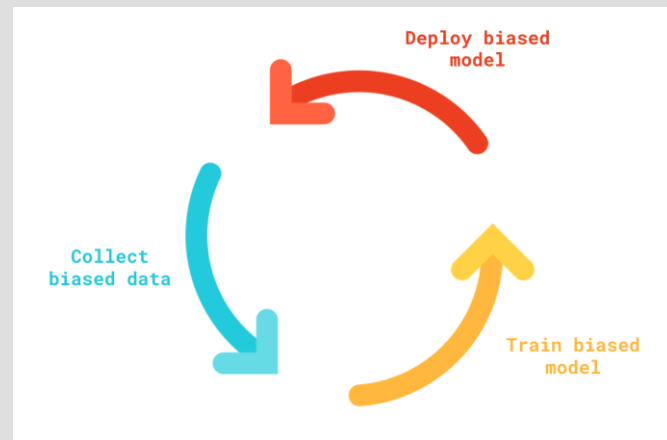 Deploy biased
model
Collect
biased data
Train biased
model